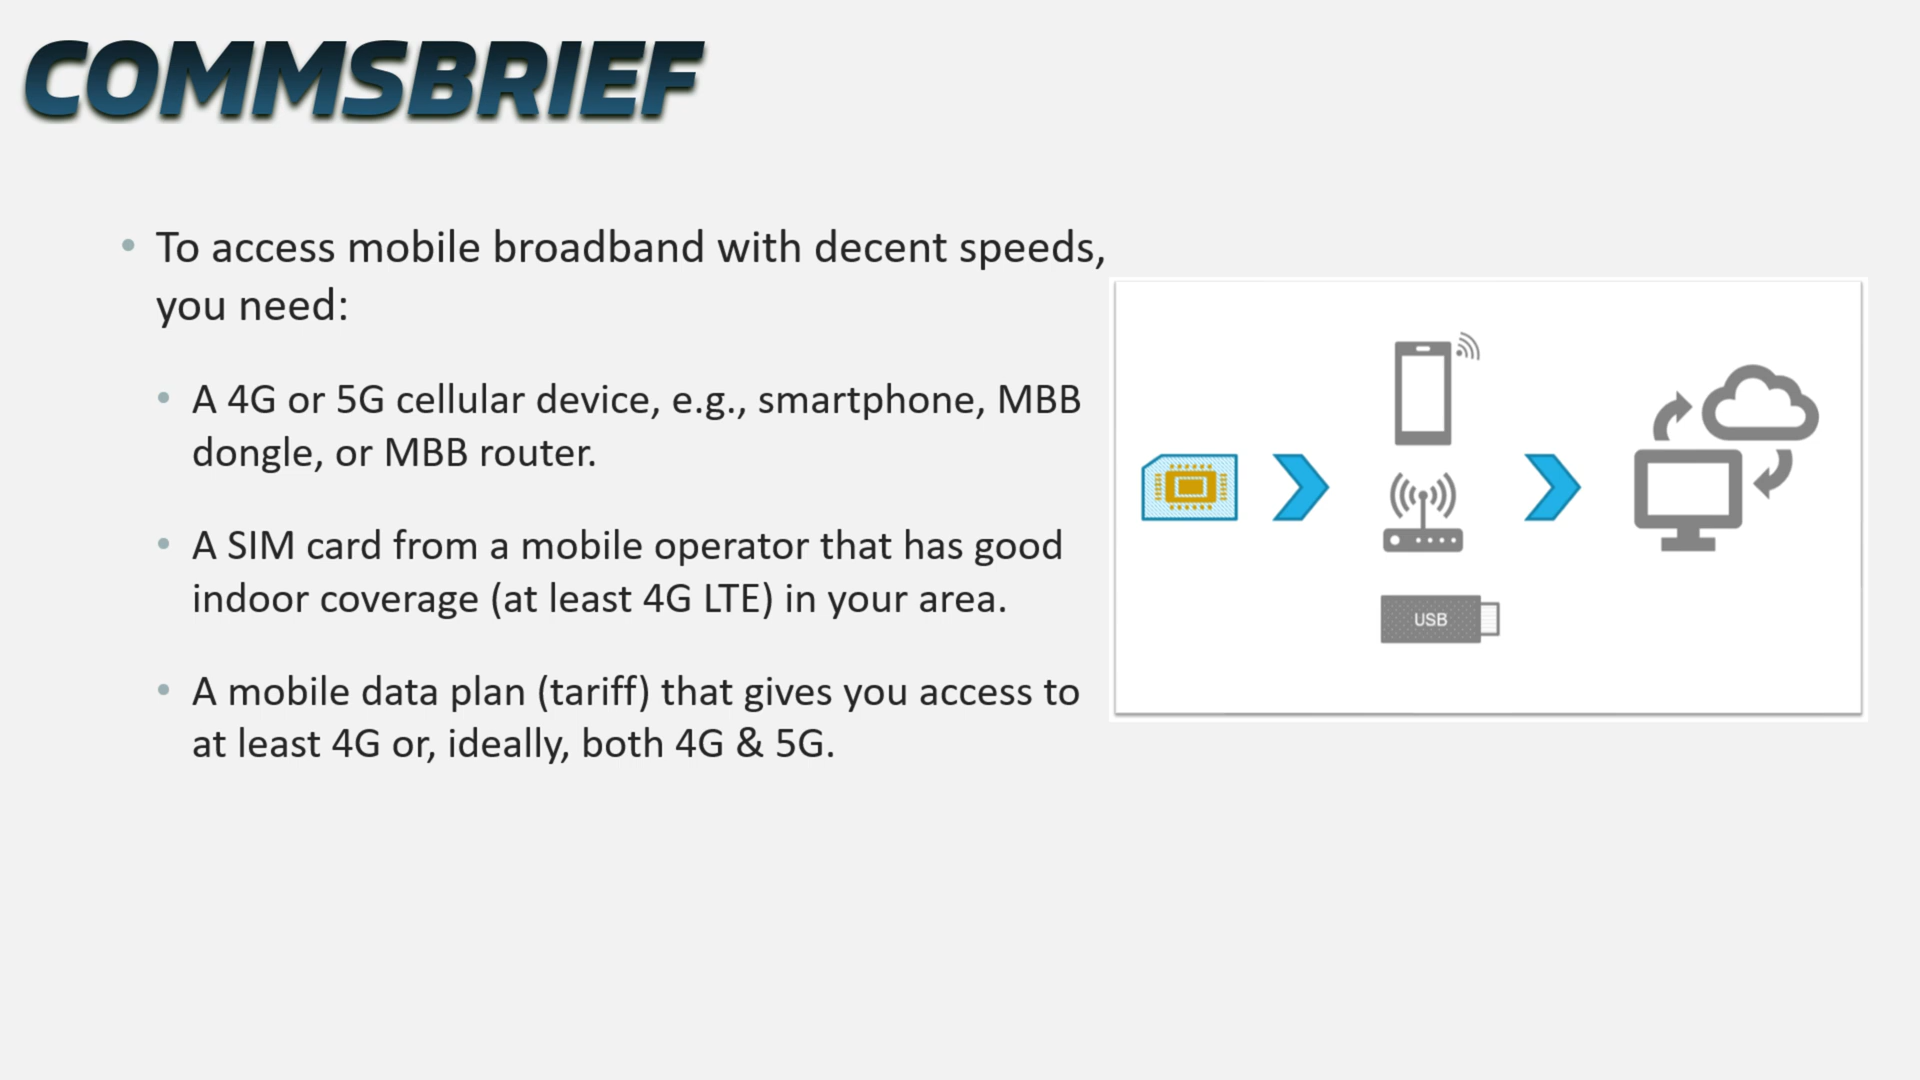 COMMSBRIEF
• To access mobile broadband with decent speeds,
you need:
• A 4G or 5G cellular device, e.g., smartphone, MBB
dongle, or MBB router.
• A SIM card from a mobile operator that has good
indoor coverage (at least 4G LTE) in your area.
• A mobile data plan (tariff) that gives you access to
at least 4G or, ideally, both 4G & 5G.
USB